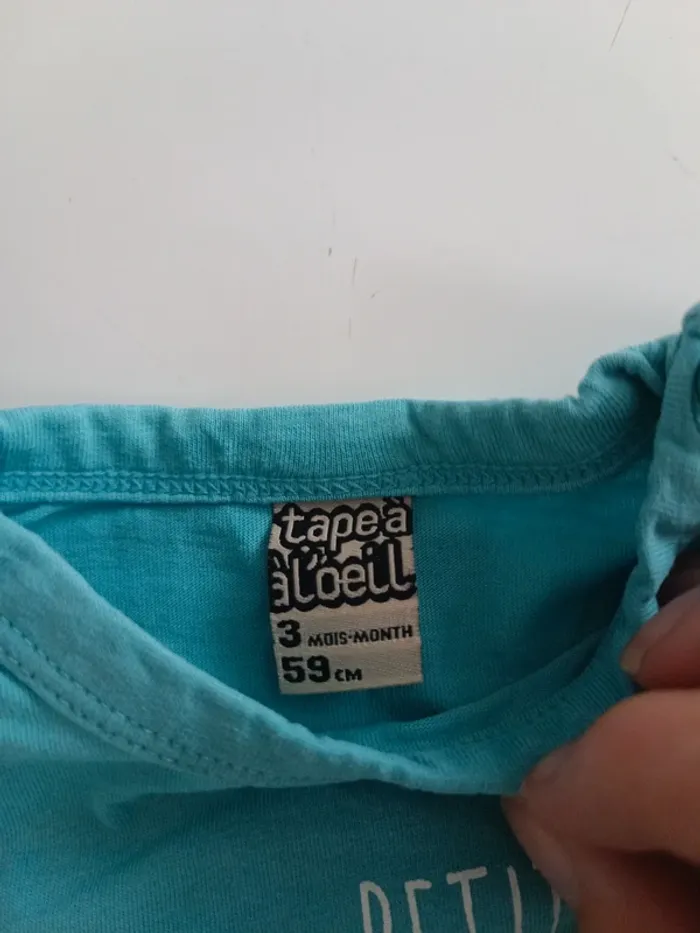 tape à
à l'oeil
3 MOIS-MONTH
59 CM